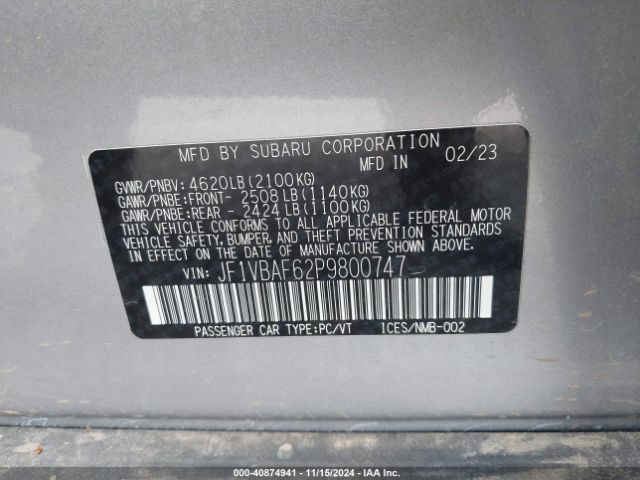 MFD BY SUBARU CORPORATION
MFD IN 02/23
GVWR/PNBV: 4620LB(2100KG)
GAWR/PNBE:FRONT- 2508LB(1140KG)
GAWR/PNBE:REAR - 2424LB(1100KG)
THIS VEHICLE CONFORMS TO ALL APPLICABLE FEDERAL MOTOR
VEHICLE SAFETY, BUMPER, AND THEFT PREVENTION STANDARDS
IN EFFECT ON THE DATE OF MANUFACTURE SHOWN ABOVE.
VIN: JF1VBAF62P9800747
PASSENGER CAR TYPE:PC/VT ICES/NMB-002
000-40874941 - 11/15/2024 - IAA Inc.